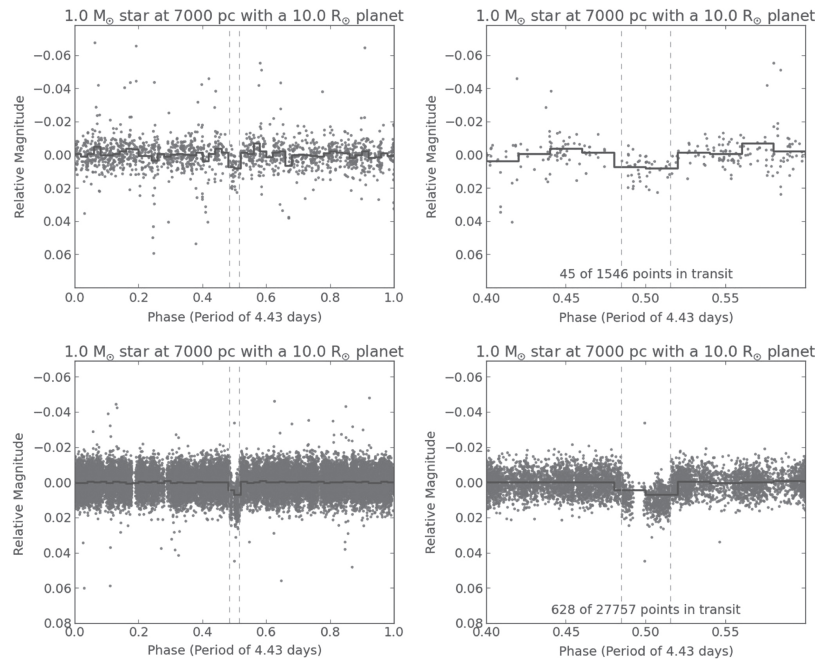 1.0 M⊙ star at 7000 pc with a 10.0 R⊙ planet
Relative Magnitude
−0.06
−0.04
−0.02
0.00
0.02
0.04
0.06
0.0 0.2 0.4 0.6 0.8 1.0
Phase (Period of 4.43 days)
1.0 M⊙ star at 7000 pc with a 10.0 R⊙ planet
Relative Magnitude
−0.06
−0.04
−0.02
0.00
0.02
0.04
0.06
45 of 1546 points in transit
0.40 0.45 0.50 0.55
Phase (Period of 4.43 days)
1.0 M⊙ star at 7000 pc with a 10.0 R⊙ planet
Relative Magnitude
−0.06
−0.04
−0.02
0.00
0.02
0.04
0.06
0.08
0.0 0.2 0.4 0.6 0.8 1.0
Phase (Period of 4.43 days)
1.0 M⊙ star at 7000 pc with a 10.0 R⊙ planet
Relative Magnitude
−0.06
−0.04
−0.02
0.00
0.02
0.04
0.06
0.08
628 of 27757 points in transit
0.40 0.45 0.50 0.55
Phase (Period of 4.43 days)